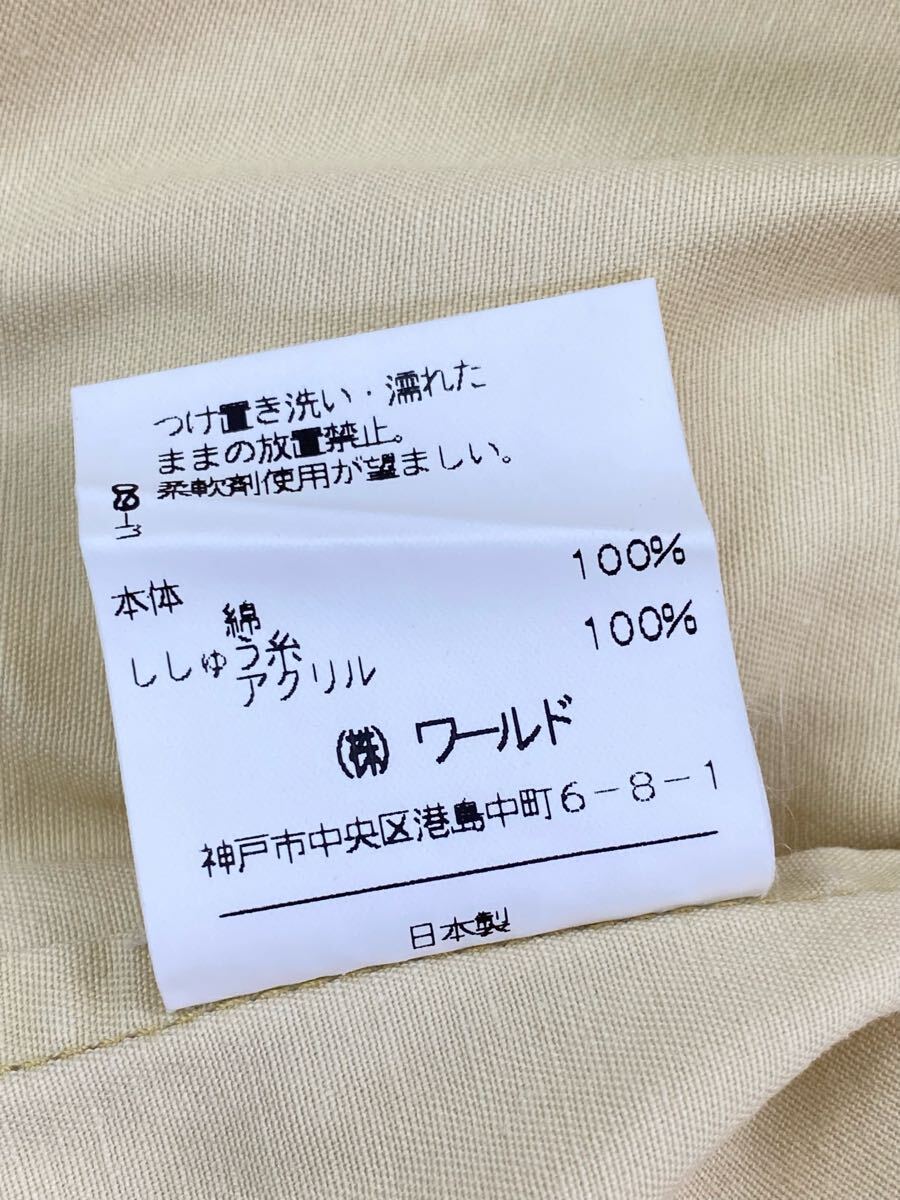 つけ置き洗い・濡れた
ままの放置禁止。
柔軟剤使用が望ましい。
本体
綿 100%
ししゅう糸
アクリル 100%
(株) ワールド
神戸市中央区港島中町6-8-1
日本製